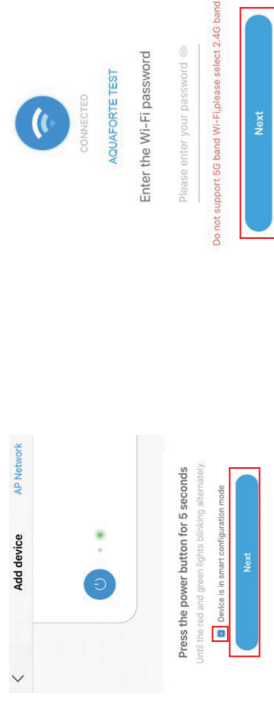 Add device
AP Network
Press the power button for 5 seconds
Until the red and green lights blinking alternately.
Device is in smart configuration mode
Next
CONNECTED
AQUAFORTE TEST
Enter the Wi-Fi password
Please enter your password
Do not support 5G band Wi-Fi,please select 2.4G band
Next